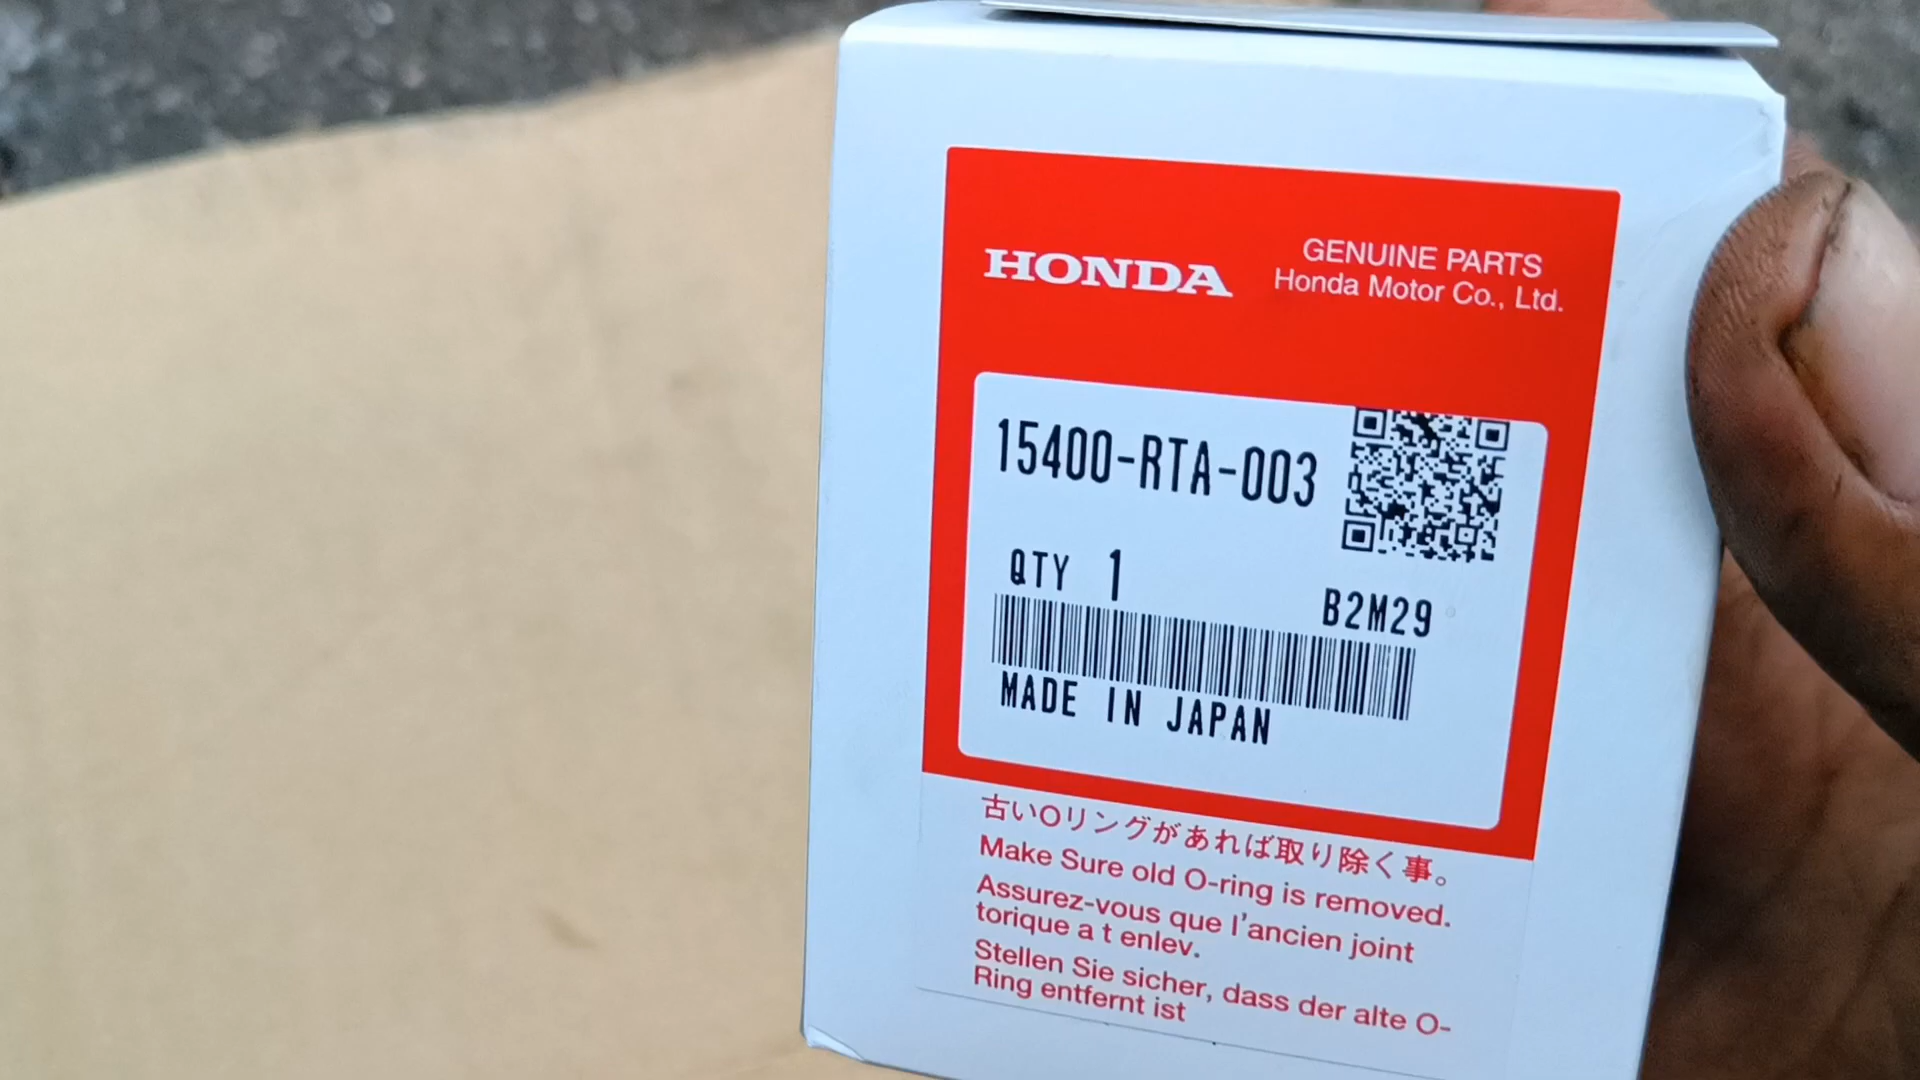 HONDA
GENUINE PARTS
Honda Motor Co., Ltd.
15400-RTA-003
QTY 1
B2M29
MADE IN JAPAN
古いOリングがあれば取り除く事。
Make Sure old O-ring is removed.
Assurez-vous que l'ancien joint
torique a t enlev.
Stellen Sie sicher, dass der alte O-
Ring entfernt ist